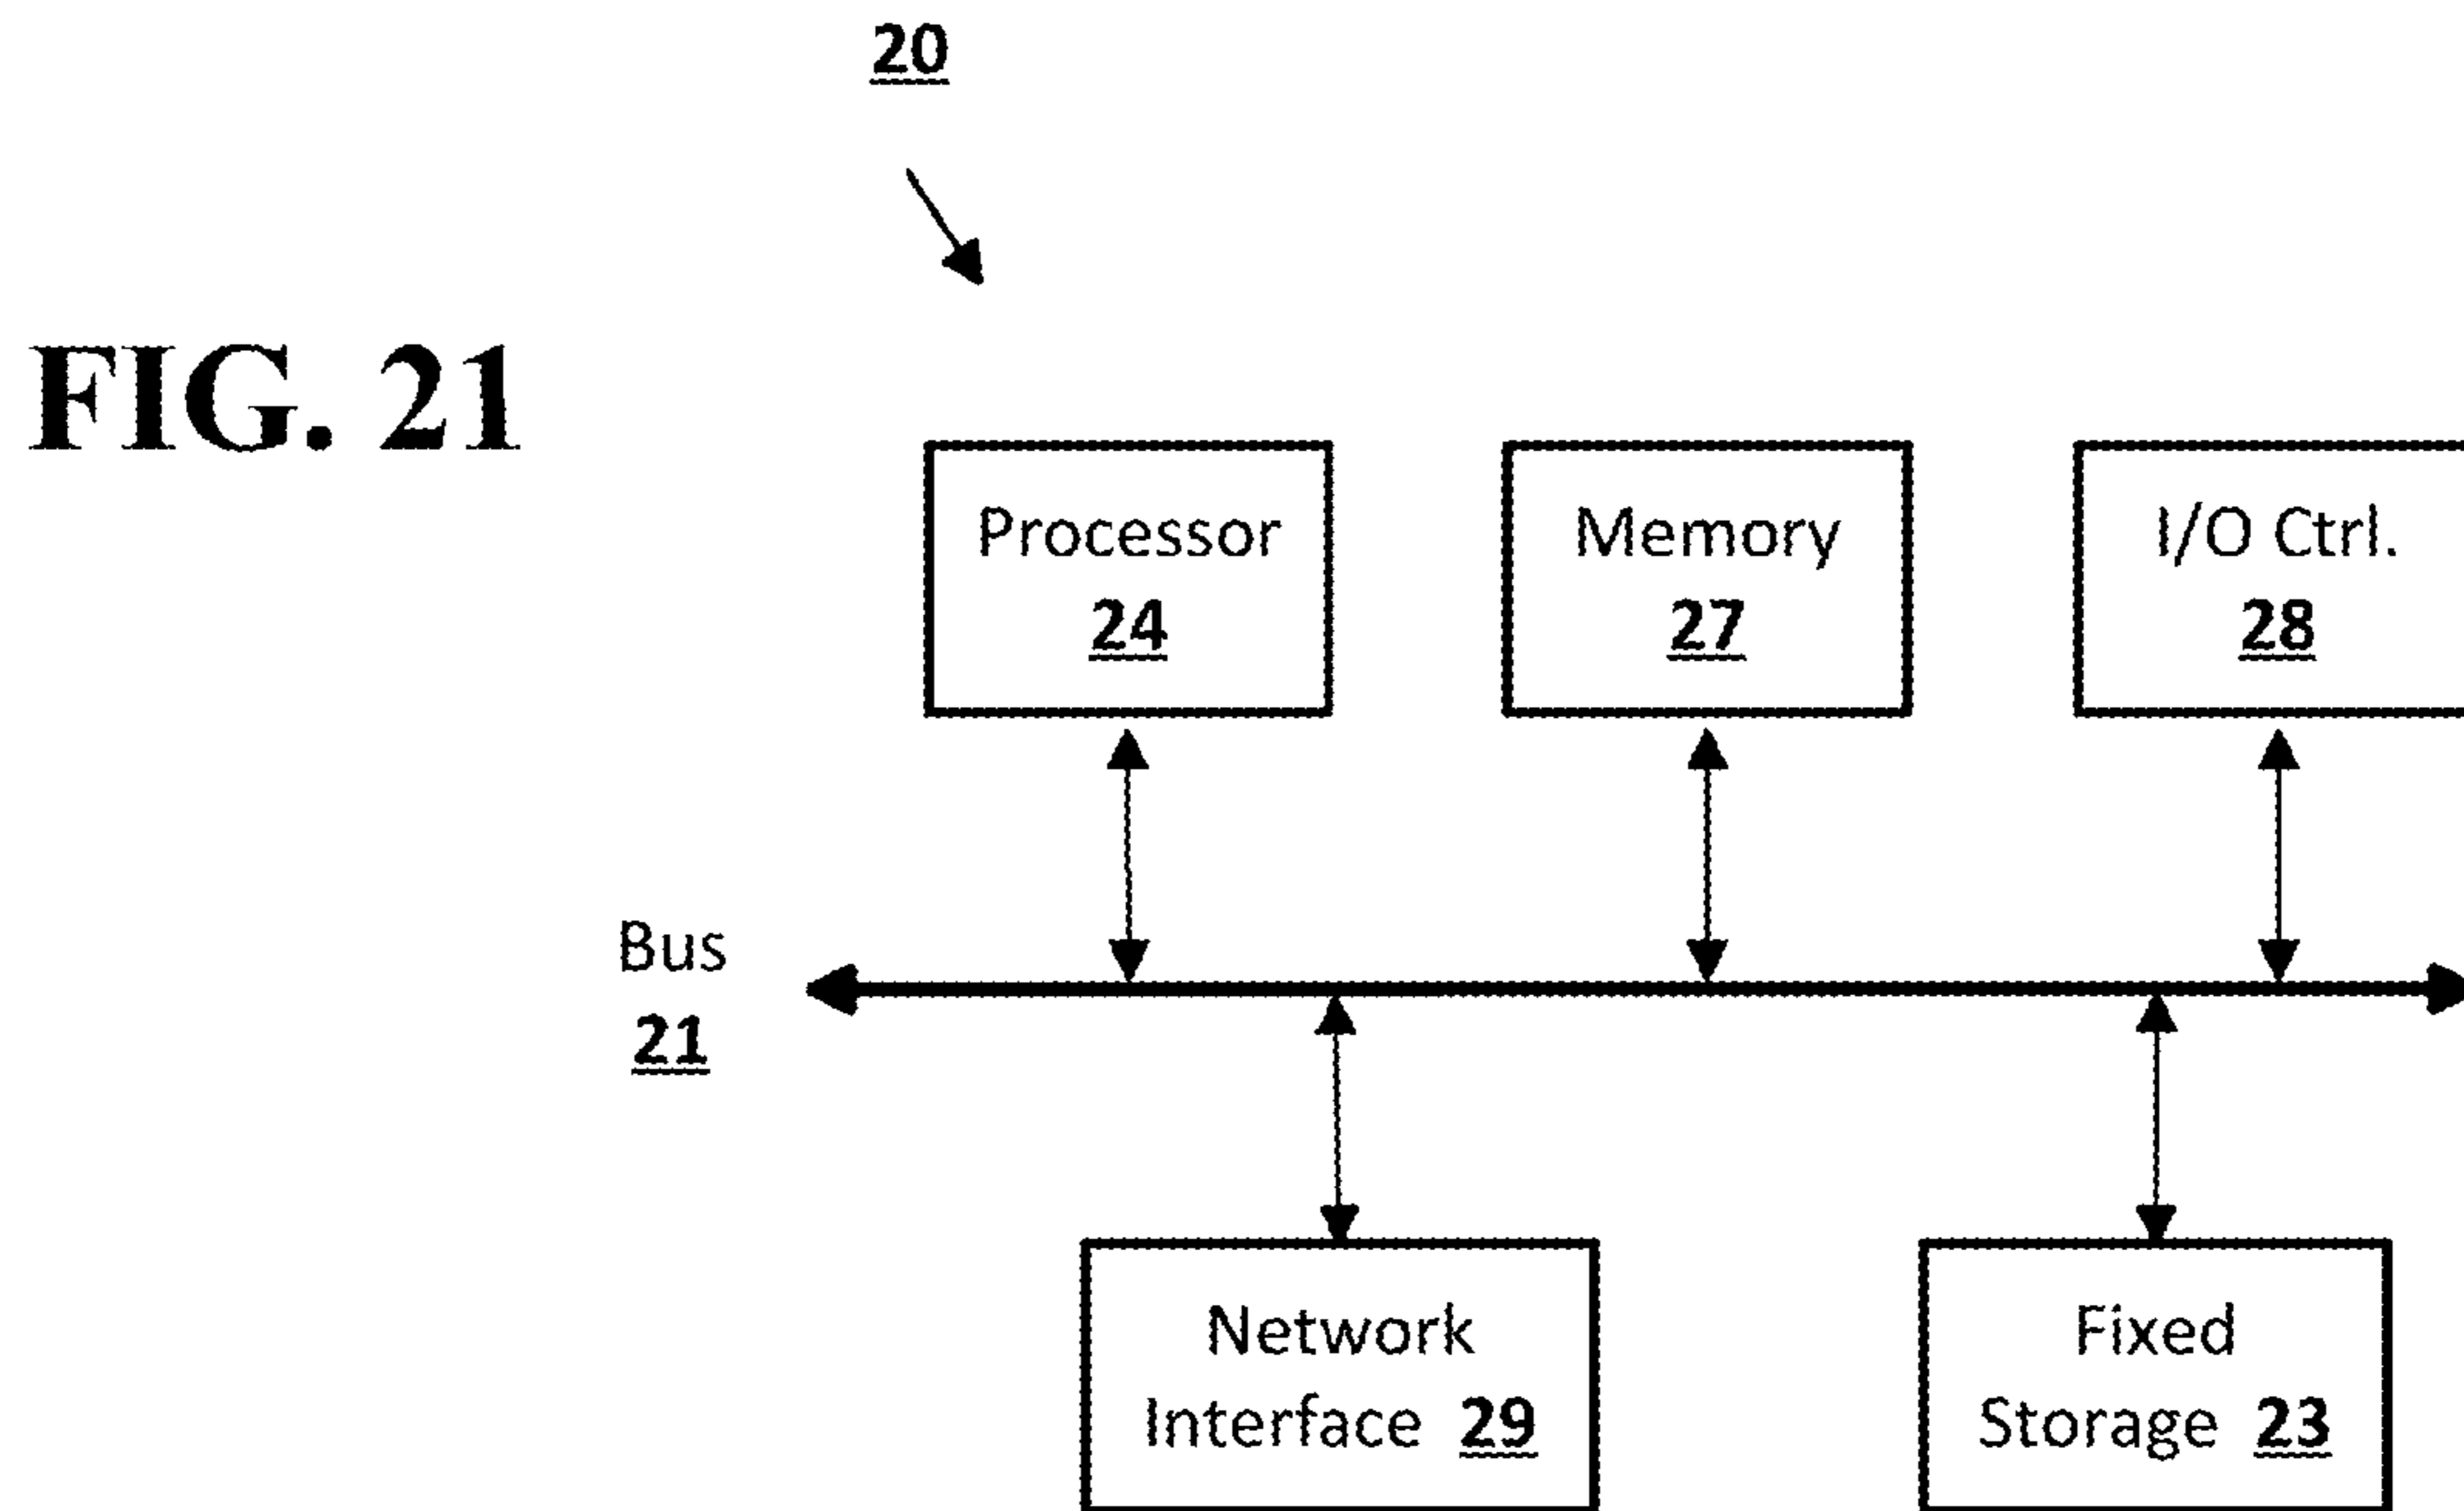 20
FIG. 21
Processor
24
Memory
27
I/O Ctrl.
28
Bus
21
Network
Interface 29
Fixed
Storage 23